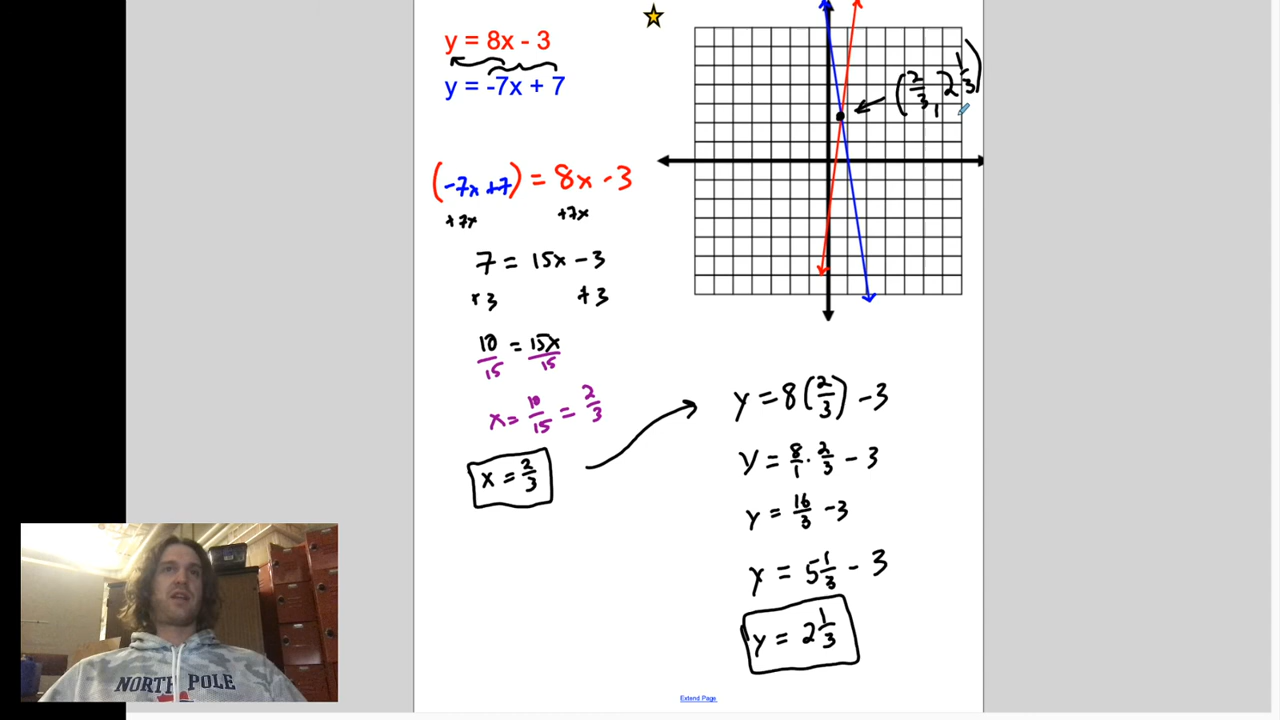 y = 8x - 3
y = -7x + 7
(-7x +7) = 8x -3
+7x +7x
7 = 15x - 3
+3 +3
10/15 = 15x/15
x = 10/15 = 2/3
x = 2/3
(2/3, 2 1/3)
y = 8(2/3) - 3
y = 8/1 · 2/3 - 3
y = 16/3 - 3
y = 5 1/3 - 3
y = 2 1/3
NORTH POLE
Extend Page